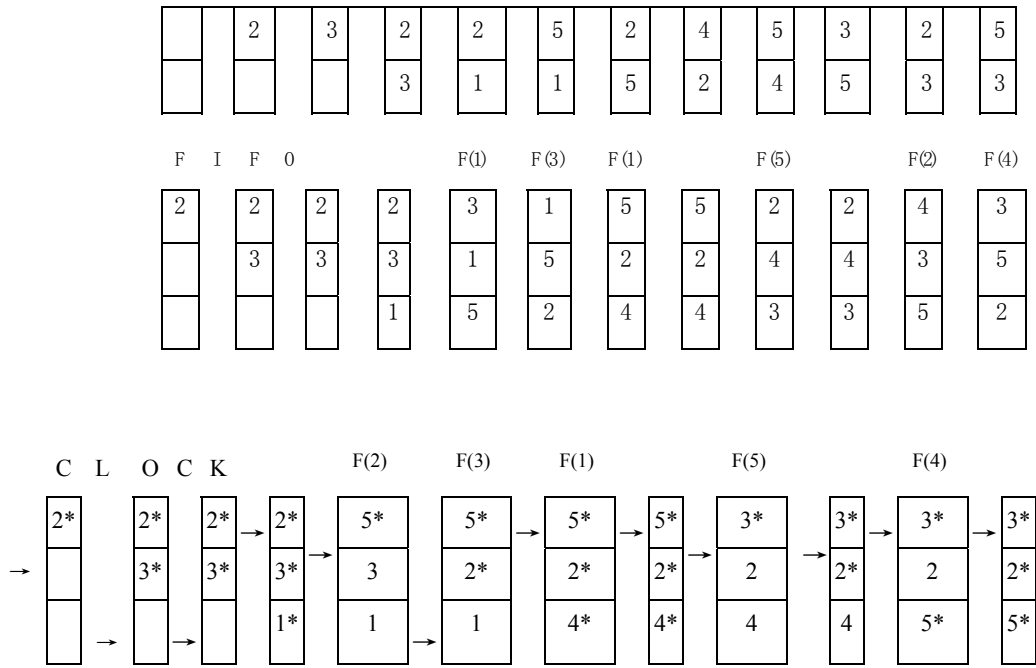 2 3 2 2 5 2 4 5 3 2 5
3 1 1 5 2 4 5 3 3
F I F O F(1) F(3) F(1) F(5) F(2) F(4)
2 2 2 2 3 1 5 5 2 2 4 3
3 3 3 1 5 2 2 4 4 3 5
1 5 2 4 4 3 3 5 2
C L O C K F(2) F(3) F(1) F(5) F(4)
2* 2* 2* → 2* 5* 5* → 5* → 5* 3* 3* → 3* → 3*
→ 3* 3* 3* → 3 2* 2* 2* → 2 → 2* 2 2*
→ → 1* 1 → 1 4* 4* 4 4 5* 5*